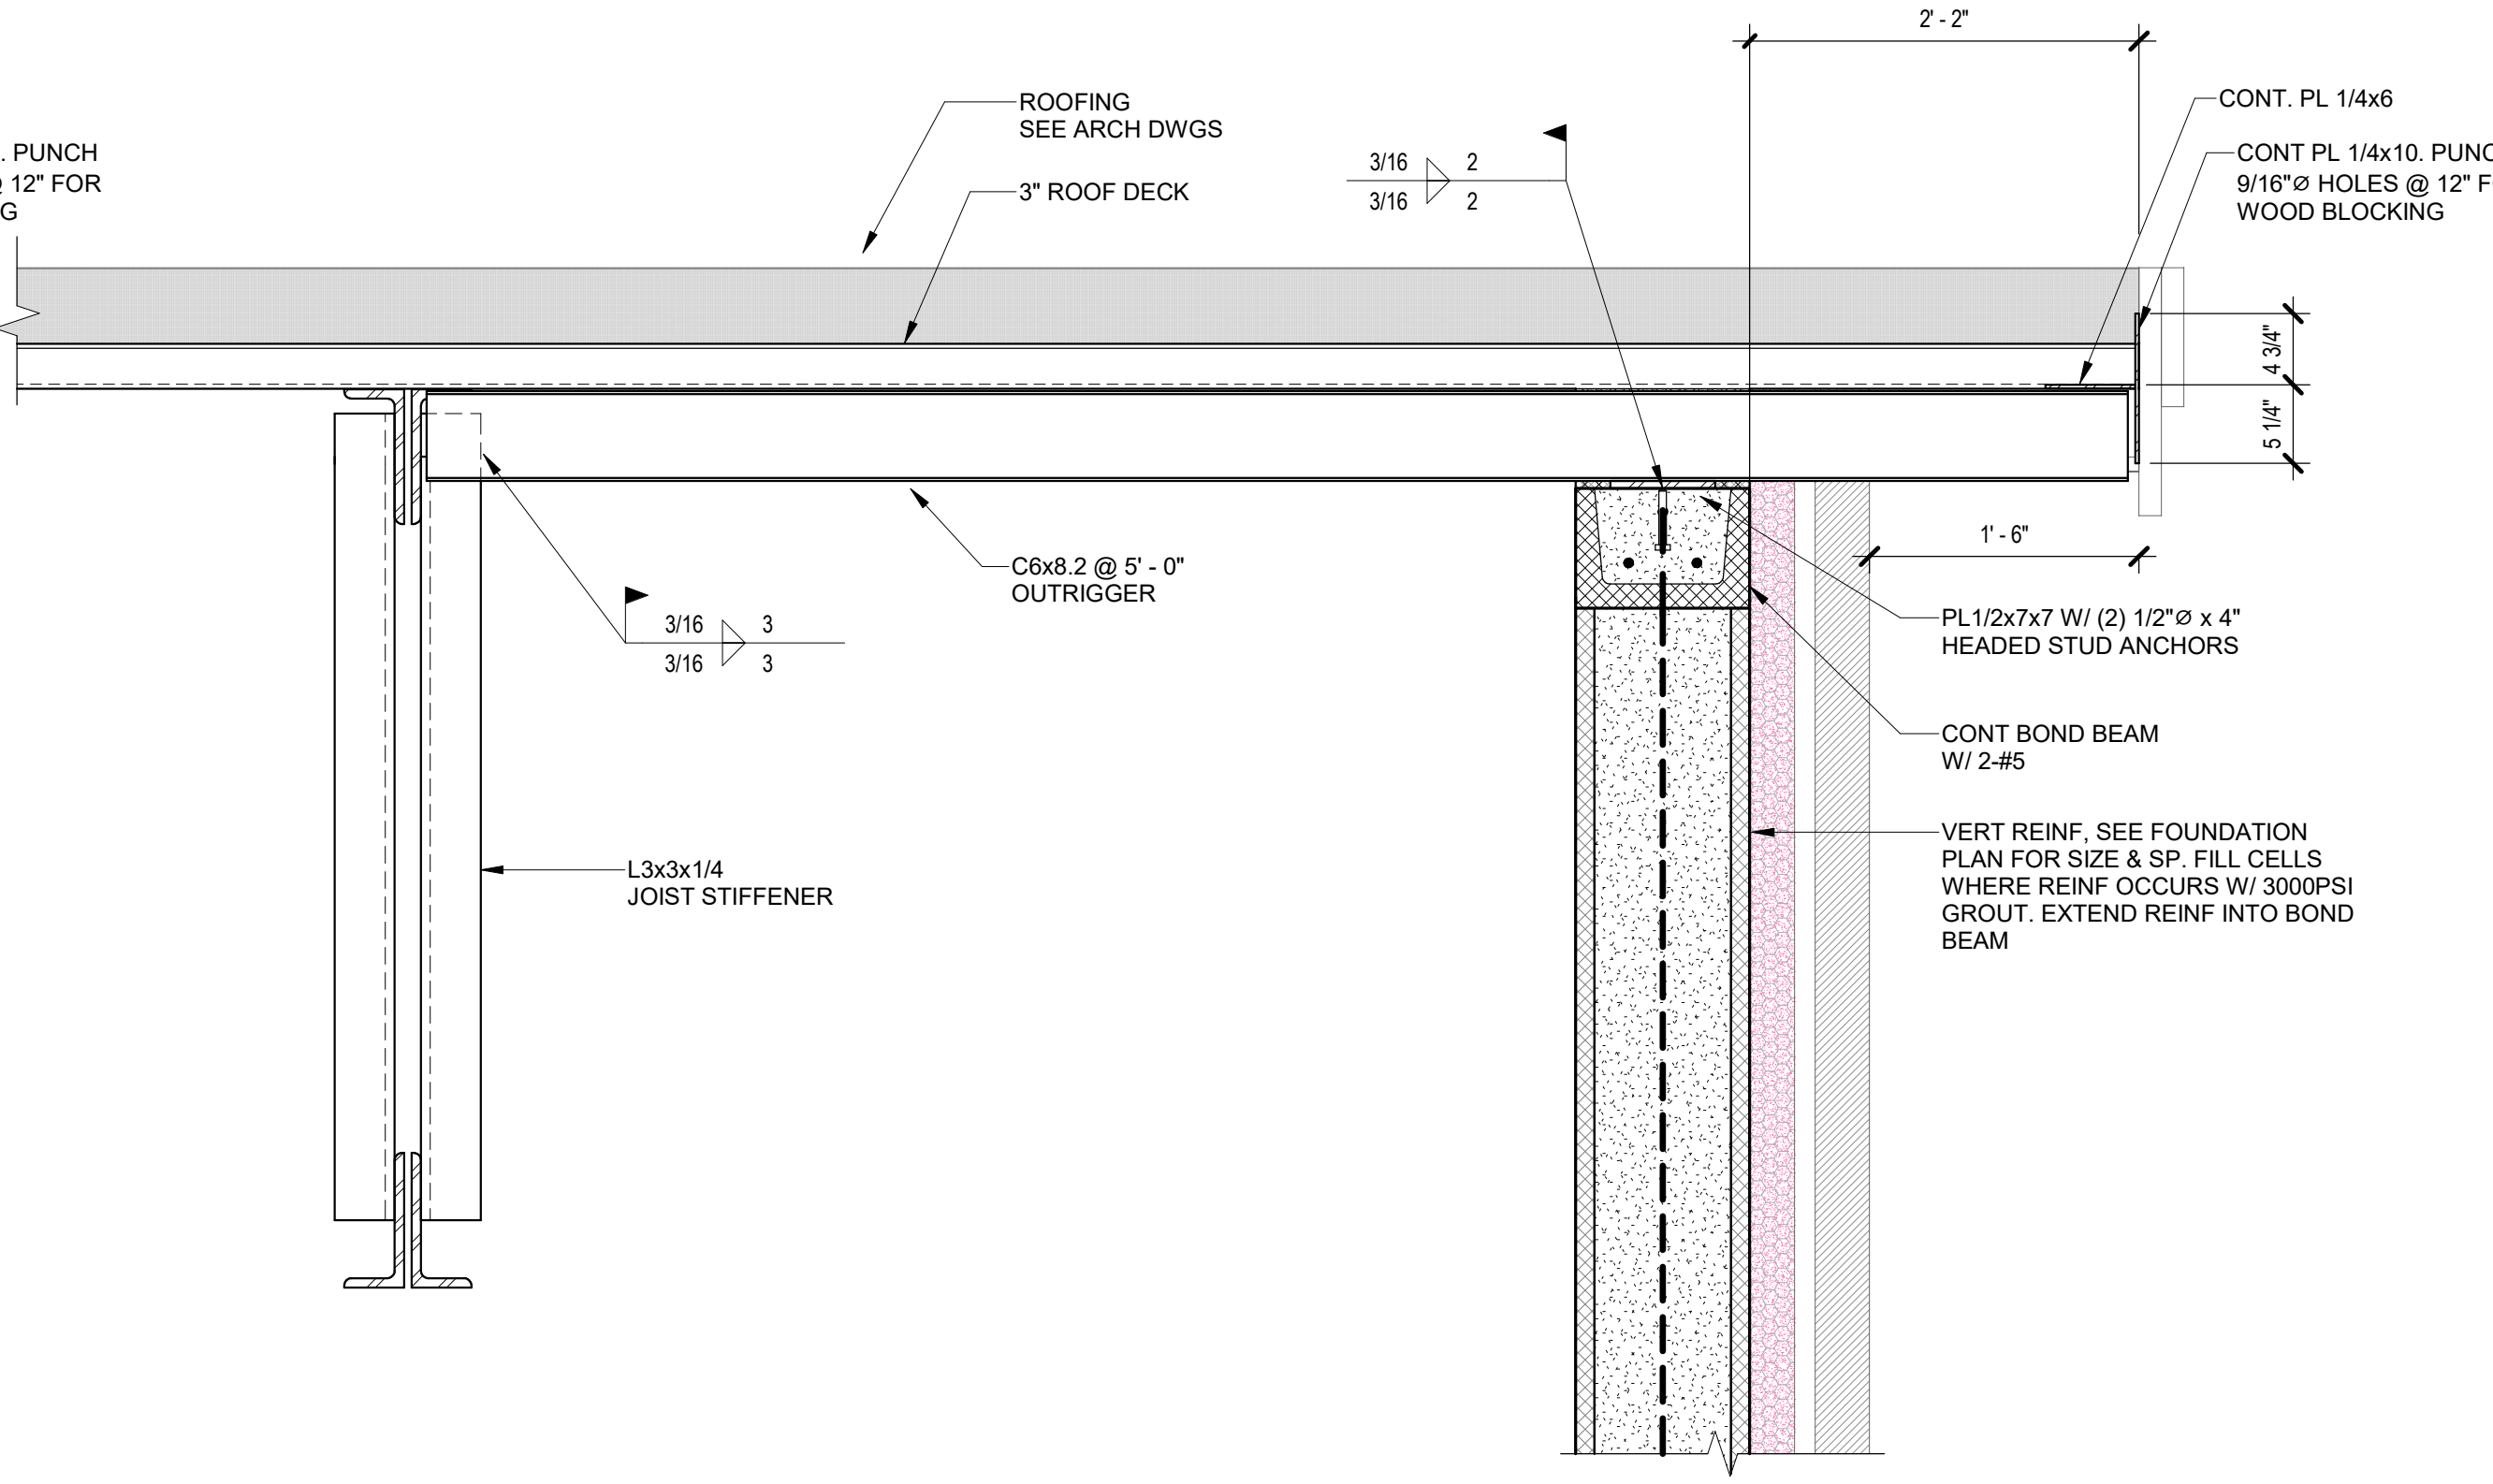 2' - 2"
ROOFING
SEE ARCH DWGS
3" ROOF DECK
3/16 2
3/16 2
CONT. PL 1/4x6
CONT PL 1/4x10. PUNC
9/16"Ø HOLES @ 12" F
WOOD BLOCKING
. PUNCH
@ 12" FOR
G
4 3/4"
5 1/4"
1' - 6"
C6x8.2 @ 5' - 0"
OUTRIGGER
3/16 3
3/16 3
PL1/2x7x7 W/ (2) 1/2"Ø x 4"
HEADED STUD ANCHORS
CONT BOND BEAM
W/ 2-#5
L3x3x1/4
JOIST STIFFENER
VERT REINF, SEE FOUNDATION
PLAN FOR SIZE & SP. FILL CELLS
WHERE REINF OCCURS W/ 3000PSI
GROUT. EXTEND REINF INTO BOND
BEAM